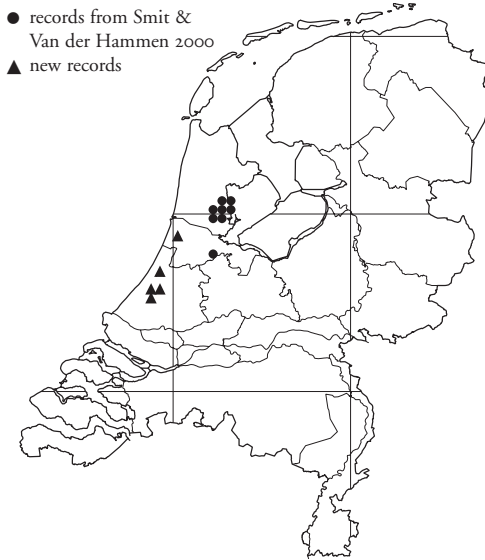 ● records from Smit &
Van der Hammen 2000
▲ new records